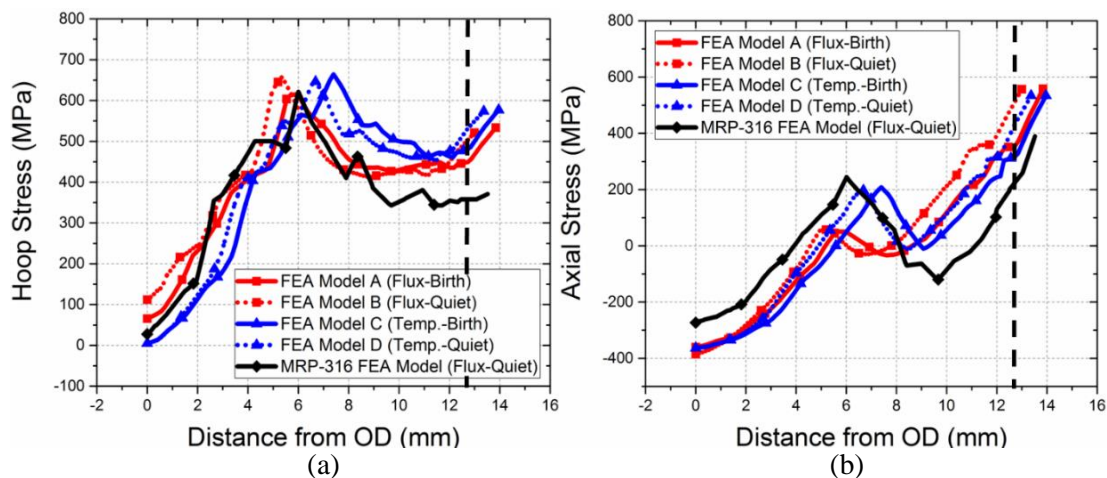 800
700
600
500
400
300
200
100
0
-100
Hoop Stress (MPa)
FEA Model A (Flux-Birth)
FEA Model B (Flux-Quiet)
FEA Model C (Temp.-Birth)
FEA Model D (Temp.-Quiet)
MRP-316 FEA Model (Flux-Quiet)
-2 0 2 4 6 8 10 12 14 16
Distance from OD (mm)
(a)
800
600
400
200
0
-200
-400
Axial Stress (MPa)
FEA Model A (Flux-Birth)
FEA Model B (Flux-Quiet)
FEA Model C (Temp.-Birth)
FEA Model D (Temp.-Quiet)
MRP-316 FEA Model (Flux-Quiet)
-2 0 2 4 6 8 10 12 14 16
Distance from OD (mm)
(b)